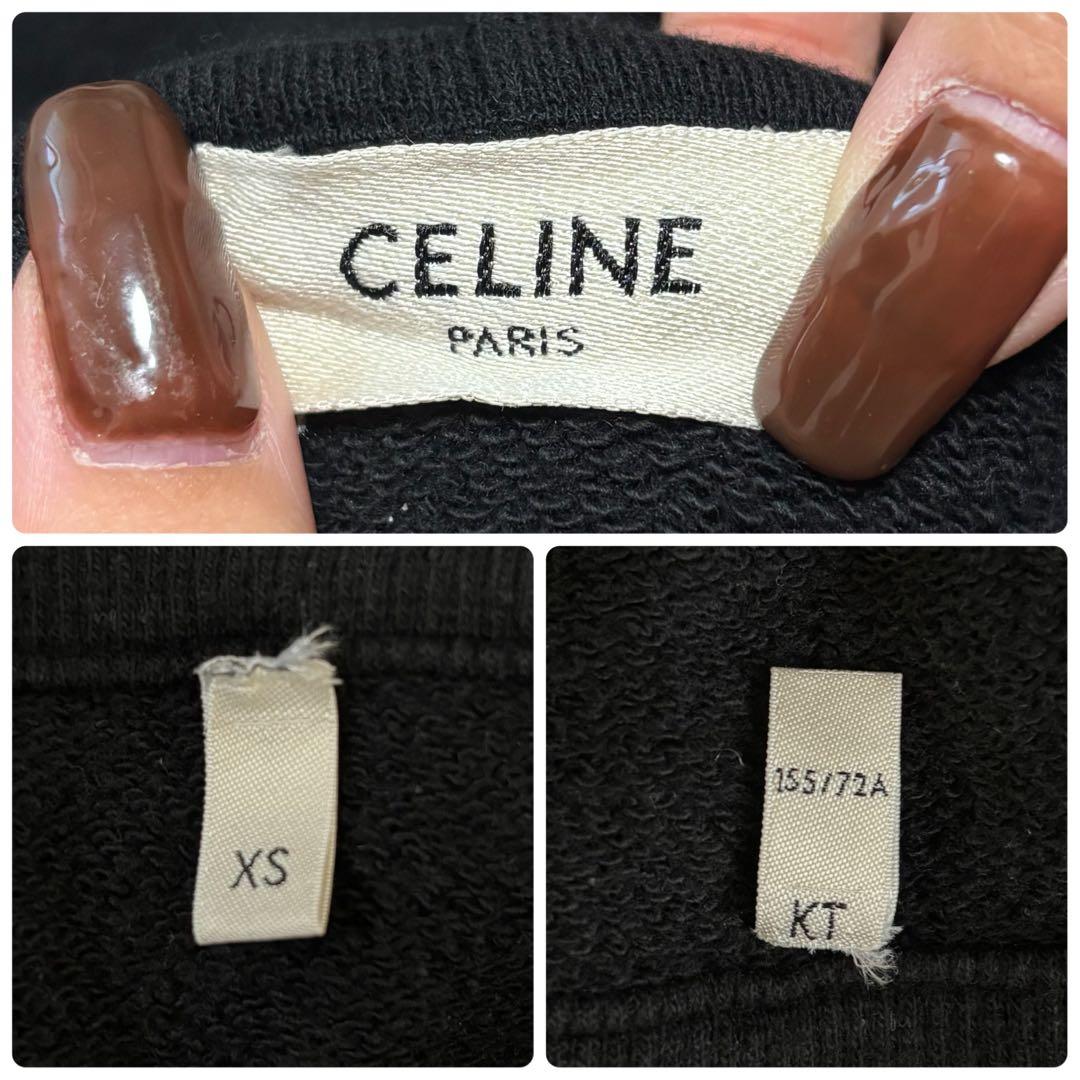 CELINE
PARIS
XS
155/72A
KT